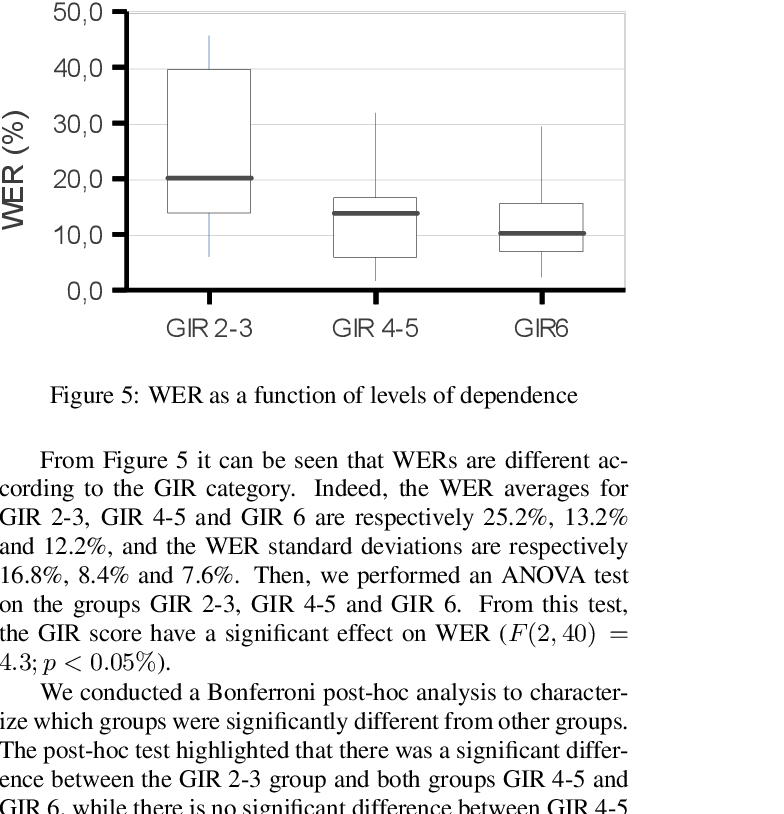 50,0
40,0
30,0
20,0
10,0
0,0
WER (%)
GIR 2-3 GIR 4-5 GIR6
Figure 5: WER as a function of levels of dependence
From Figure 5 it can be seen that WERs are different ac-
cording to the GIR category. Indeed, the WER averages for
GIR 2-3, GIR 4-5 and GIR 6 are respectively 25.2%, 13.2%
and 12.2%, and the WER standard deviations are respectively
16.8%, 8.4% and 7.6%. Then, we performed an ANOVA test
on the groups GIR 2-3, GIR 4-5 and GIR 6. From this test,
the GIR score have a significant effect on WER (F(2, 40) =
4.3; p < 0.05%).
We conducted a Bonferroni post-hoc analysis to character-
ize which groups were significantly different from other groups.
The post-hoc test highlighted that there was a significant differ-
ence between the GIR 2-3 group and both groups GIR 4-5 and
GIR 6, while there is no significant difference between GIR 4-5